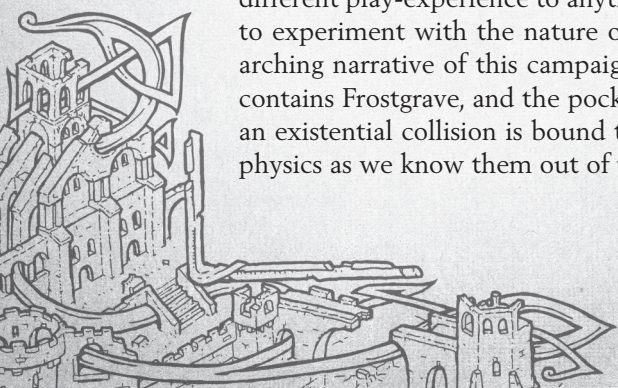 different play-experience to anyth
to experiment with the nature o
arching narrative of this campaig
contains Frostgrave, and the pock
an existential collision is bound t
physics as we know them out of